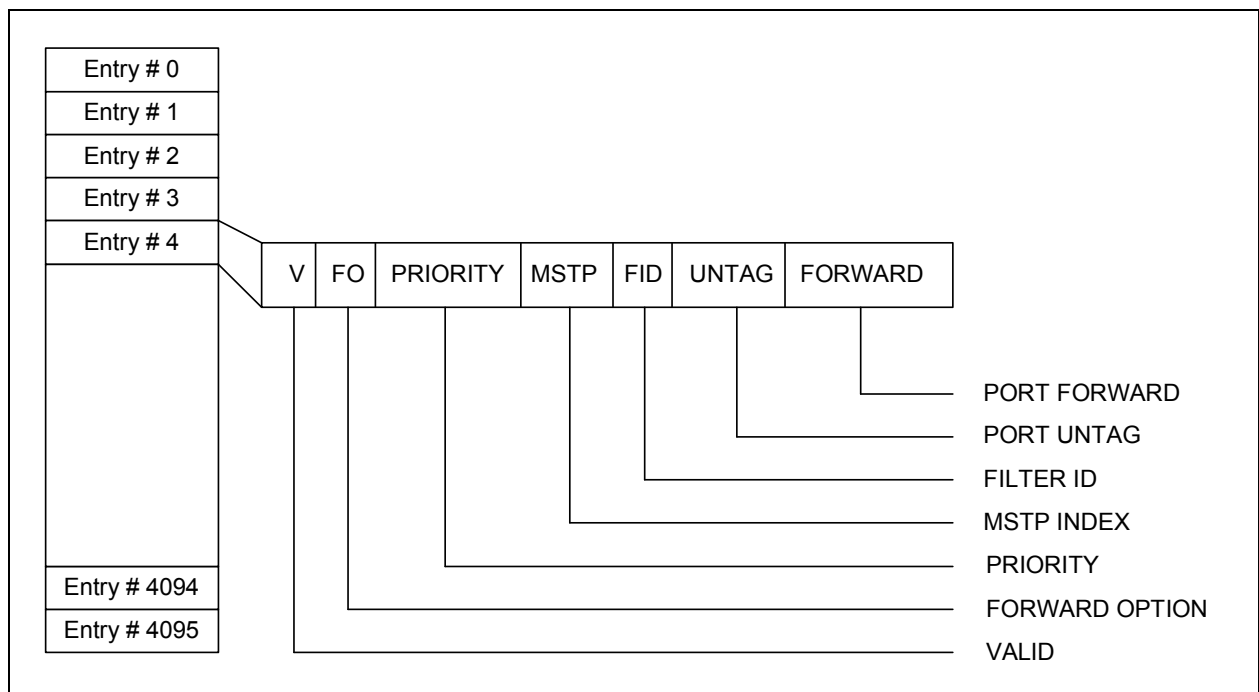 Entry # 0
Entry # 1
Entry # 2
Entry # 3
Entry # 4
V FO PRIORITY MSTP FID UNTAG FORWARD
PORT FORWARD
PORT UNTAG
FILTER ID
MSTP INDEX
PRIORITY
FORWARD OPTION
VALID
Entry # 4094
Entry # 4095